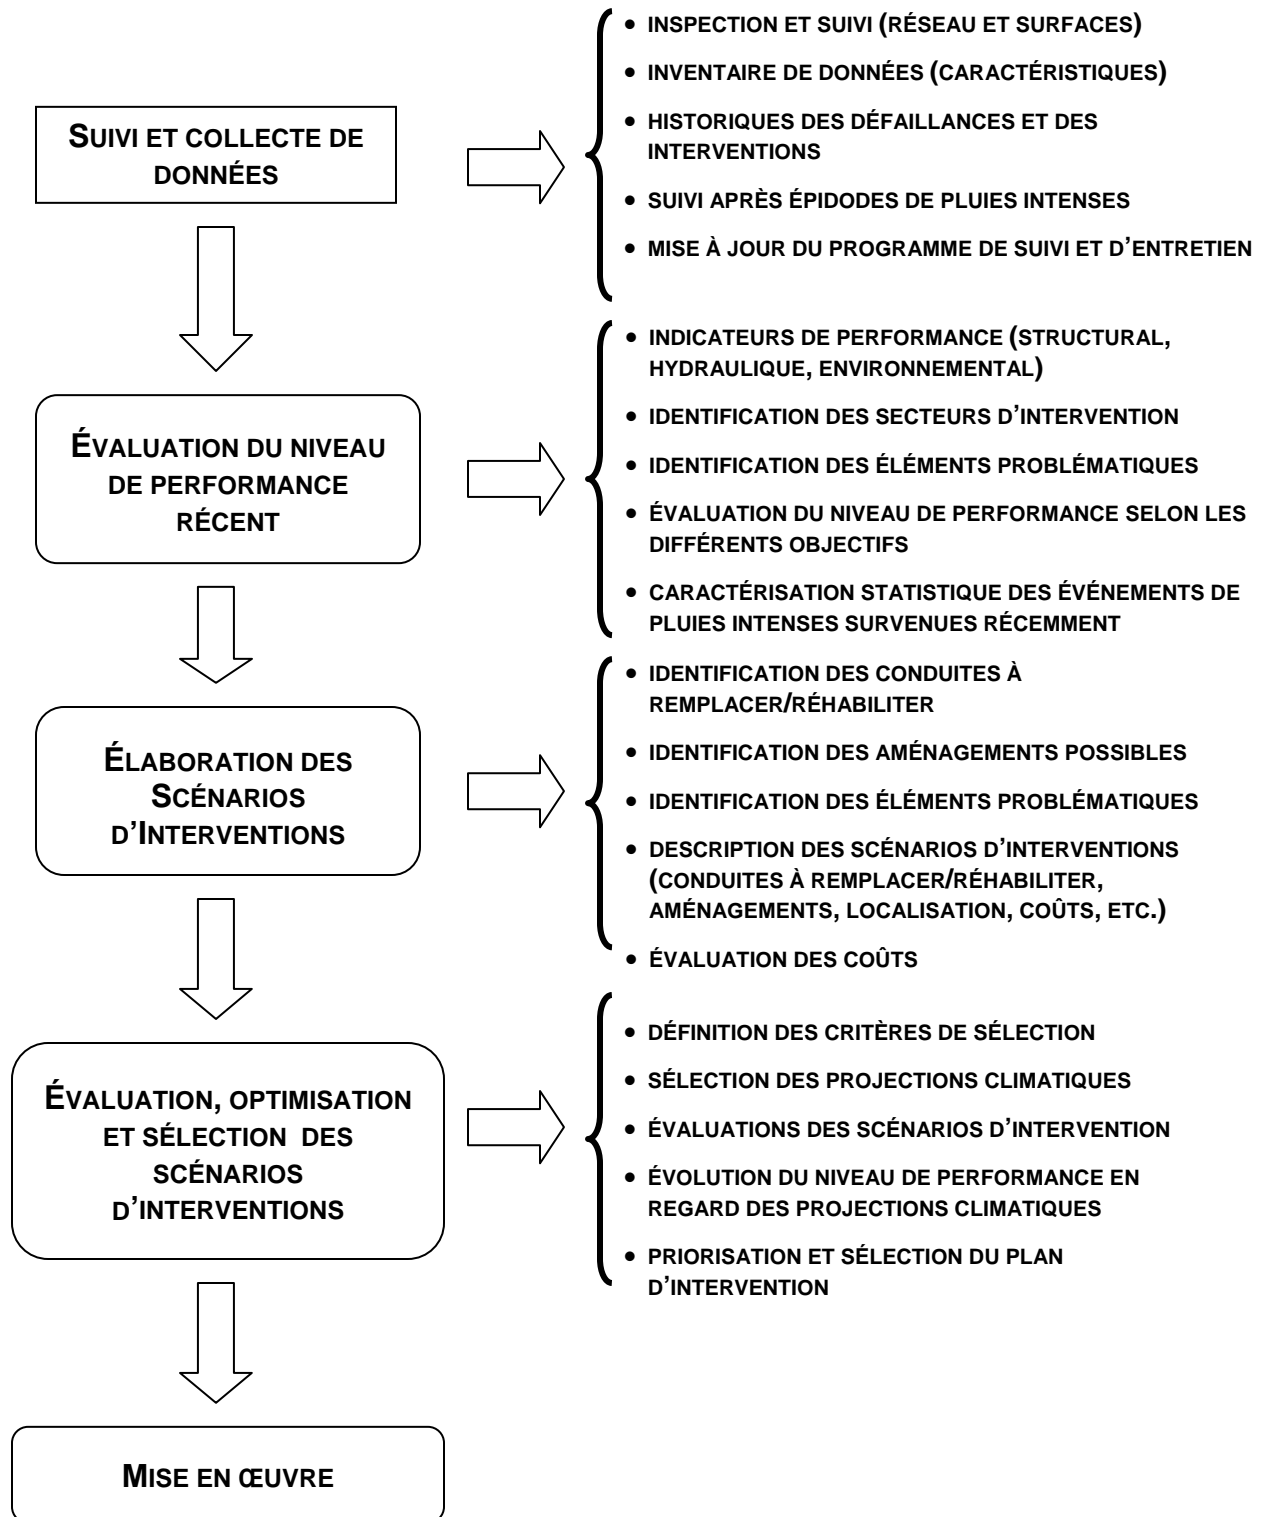 SUIVI ET COLLECTE DE
DONNÉES
• INSPECTION ET SUIVI (RÉSEAU ET SURFACES)
• INVENTAIRE DE DONNÉES (CARACTÉRISTIQUES)
• HISTORIQUES DES DÉFAILLANCES ET DES
INTERVENTIONS
• SUIVI APRÈS ÉPIDODES DE PLUIES INTENSES
• MISE À JOUR DU PROGRAMME DE SUIVI ET D’ENTRETIEN
ÉVALUATION DU NIVEAU
DE PERFORMANCE
RÉCENT
• INDICATEURS DE PERFORMANCE (STRUCTURAL,
HYDRAULIQUE, ENVIRONNEMENTAL)
• IDENTIFICATION DES SECTEURS D’INTERVENTION
• IDENTIFICATION DES ÉLÉMENTS PROBLÉMATIQUES
• ÉVALUATION DU NIVEAU DE PERFORMANCE SELON LES
DIFFÉRENTS OBJECTIFS
• CARACTÉRISATION STATISTIQUE DES ÉVÉNEMENTS DE
PLUIES INTENSES SURVENUES RÉCEMMENT
ÉLABORATION DES
SCÉNARIOS
D’INTERVENTIONS
• IDENTIFICATION DES CONDUITES À
REMPLACER/RÉHABILITER
• IDENTIFICATION DES AMÉNAGEMENTS POSSIBLES
• IDENTIFICATION DES ÉLÉMENTS PROBLÉMATIQUES
• DESCRIPTION DES SCÉNARIOS D’INTERVENTIONS
(CONDUITES À REMPLACER/RÉHABILITER,
AMÉNAGEMENTS, LOCALISATION, COÛTS, ETC.)
• ÉVALUATION DES COÛTS
ÉVALUATION, OPTIMISATION
ET SÉLECTION DES
SCÉNARIOS
D’INTERVENTIONS
• DÉFINITION DES CRITÈRES DE SÉLECTION
• SÉLECTION DES PROJECTIONS CLIMATIQUES
• ÉVALUATIONS DES SCÉNARIOS D’INTERVENTION
• ÉVOLUTION DU NIVEAU DE PERFORMANCE EN
REGARD DES PROJECTIONS CLIMATIQUES
• PRIORISATION ET SÉLECTION DU PLAN
D’INTERVENTION
MISE EN ŒUVRE